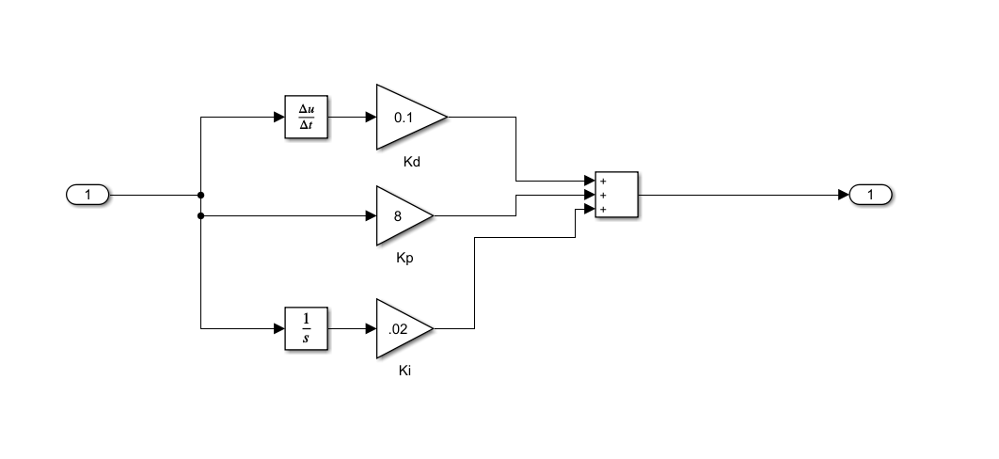 Δu
Δt
0.1
Kd
1
+
+
+
1
8
Kp
1
s
.02
Ki